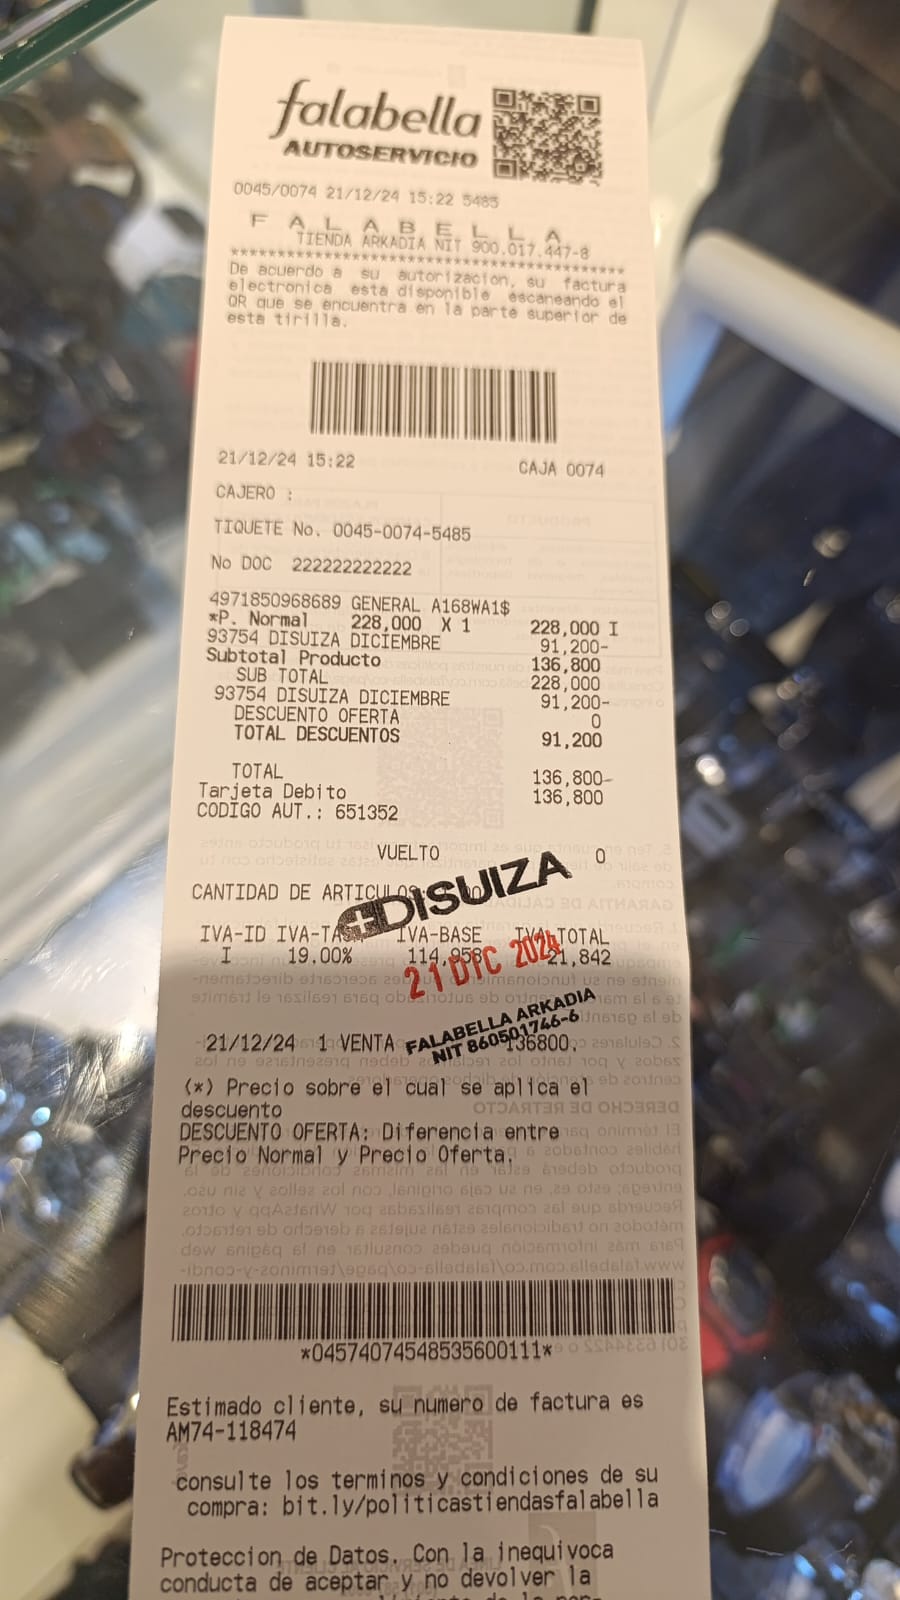 falabella
AUTOSERVICIO
0045/0074 21/12/24 15:22 5485
F A L A B E L L A
TIENDA ARKADIA NIT 900.017.447-8
De acuerdo a su autorizacion, su factura
electronica esta disponible escaneando el
QR que se encuentra en la parte superior de
esta tirilla.
21/12/24 15:22 CAJA 0074
CAJERO :
TIQUETE No. 0045-0074-5485
No DOC 222222222222
4971850968689 GENERAL A168WA1$
*P. Normal 228,000 X 1 228,000 I
93754 DISUIZA DICIEMBRE 91,200-
Subtotal Producto 136,800
SUB TOTAL 228,000
93754 DISUIZA DICIEMBRE 91,200-
DESCUENTO OFERTA 0
TOTAL DESCUENTOS 91,200
TOTAL 136,800-
Tarjeta Debito 136,800
CODIGO AUT.: 651352
VUELTO 0
DISUIZA
CANTIDAD DE ARTICULOS
IVA-ID IVA-TASA IVA-BASE IVA-TOTAL
I 19.00% 114,958 21,842
21 DIC 2024
FALABELLA ARKADIA
NIT 860501746-6
21/12/24 1 VENTA 136800.
(*) Precio sobre el cual se aplica el
descuento
DESCUENTO OFERTA: Diferencia entre
Precio Normal y Precio Oferta.
*04574074548535600111*
Estimado cliente, su numero de factura es
AM74-118474
consulte los terminos y condiciones de su
compra: bit.ly/politicastiendasfalabella
Proteccion de Datos. Con la inequivoca
conducta de aceptar y no devolver la